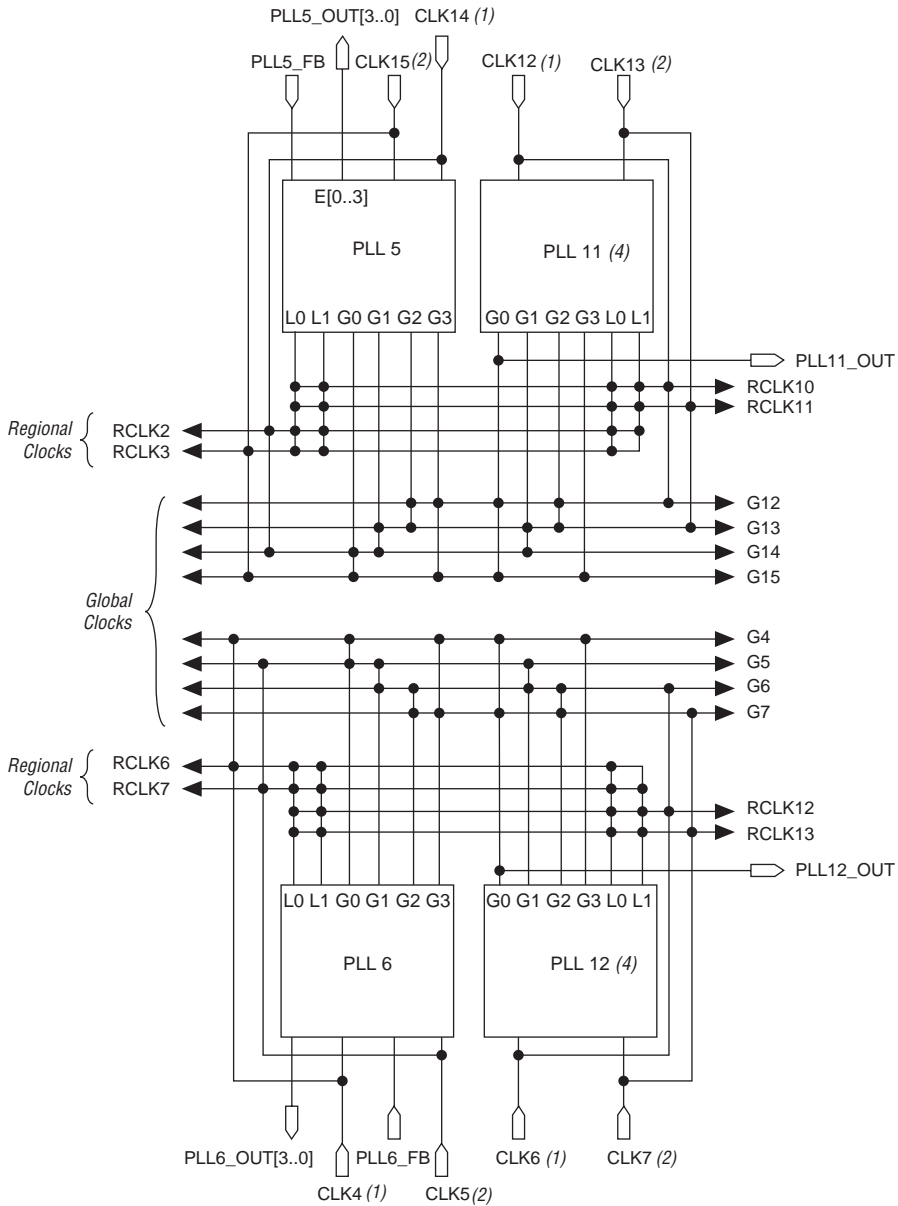 PLL5_OUT[3..0] CLK14 (1)
PLL5_FB CLK15 (2) CLK12 (1) CLK13 (2)
E[0..3]
PLL 5 PLL 11 (4)
L0 L1 G0 G1 G2 G3 G0 G1 G2 G3 L0 L1
PLL11_OUT
RCLK10
RCLK11
Regional Clocks
RCLK2
RCLK3
G12
G13
G14
G15
Global Clocks
G4
G5
G6
G7
Regional Clocks
RCLK6
RCLK7
RCLK12
RCLK13
PLL12_OUT
L0 L1 G0 G1 G2 G3 G0 G1 G2 G3 L0 L1
PLL 6 PLL 12 (4)
PLL6_OUT[3..0] PLL6_FB CLK6 (1) CLK7 (2)
CLK4 (1) CLK5 (2)